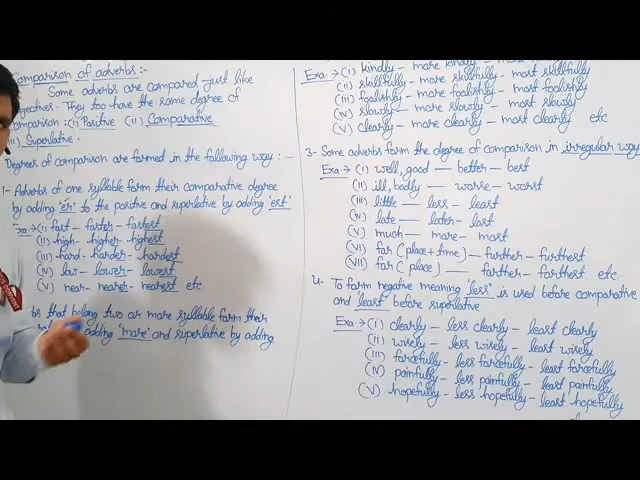 Comparison of adverbs:-
Some adverbs are compared just like
adjectives. They too have the same degree of
comparison :(i) Positive (ii) Comparative
(iii) Superlative.
Degrees of comparison are formed in the following way: -
1- Adverbs of one syllable form their comparative degree
by adding 'er' to the positive and superlative by adding 'est'
Exa:→(i) fast - faster - fastest
(ii) high - higher - highest
(iii) hard - harder - hardest
(iv) low - lower - lowest
(v) near - nearer - nearest etc
that belong two or more syllable form their
adding 'more' and superlative by adding
Exa →(i) kindly - more kindly - most kindly
(ii) skillfully - more skillfully - most skillfully
(iii) foolishly - more foolishly - most foolishly
(iv) slowly - more slowly - most slowly
(v) clearly - more clearly - most clearly etc
3- Some adverbs form the degree of comparison in irregular way
Exa →(i) well, good — better - best
(ii) ill, badly — worse - worst
(iii) little — less - least
(iv) late — later - last
(v) much — more - most
(vi) far (place+time) — further - furthest
(vii) far (place) — farther - farthest etc.
4- To form negative meaning 'less' is used before comparative
and 'least' before superlative
Exa →(i) clearly - less clearly - least clearly
(ii) wisely - less wisely - least wisely
(iii) forcefully - less forcefully - least forcefully
(iv) painfully - less painfully - least painfully
(v) hopefully - less hopefully - least hopefully